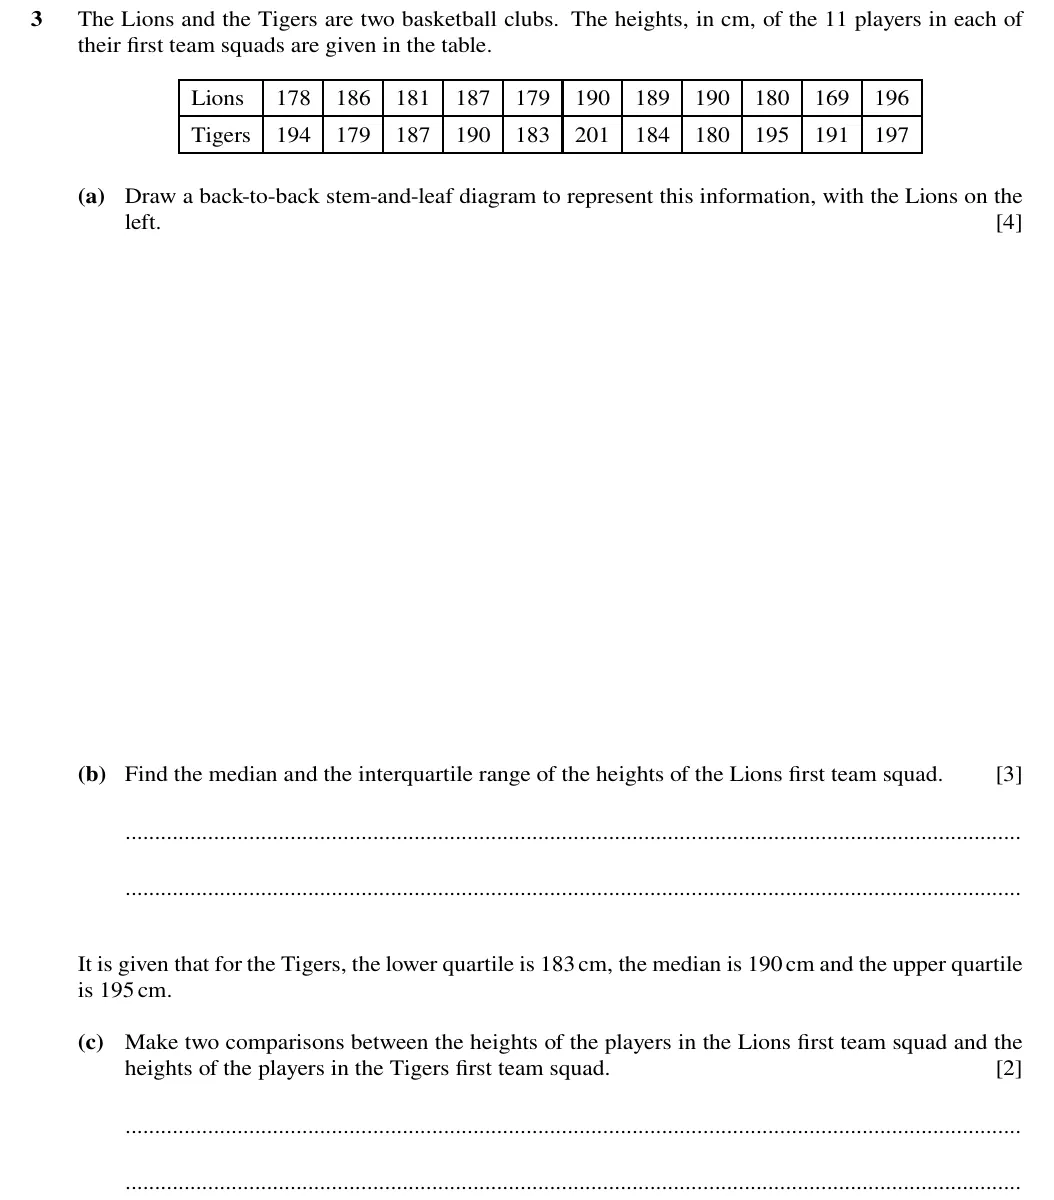 3 The Lions and the Tigers are two basketball clubs. The heights, in cm, of the 11 players in each of
their first team squads are given in the table.
Lions 178 186 181 187 179 190 189 190 180 169 196
Tigers 194 179 187 190 183 201 184 180 195 191 197
(a) Draw a back-to-back stem-and-leaf diagram to represent this information, with the Lions on the
left. [4]
(b) Find the median and the interquartile range of the heights of the Lions first team squad. [3]
It is given that for the Tigers, the lower quartile is 183 cm, the median is 190 cm and the upper quartile
is 195 cm.
(c) Make two comparisons between the heights of the players in the Lions first team squad and the
heights of the players in the Tigers first team squad. [2]